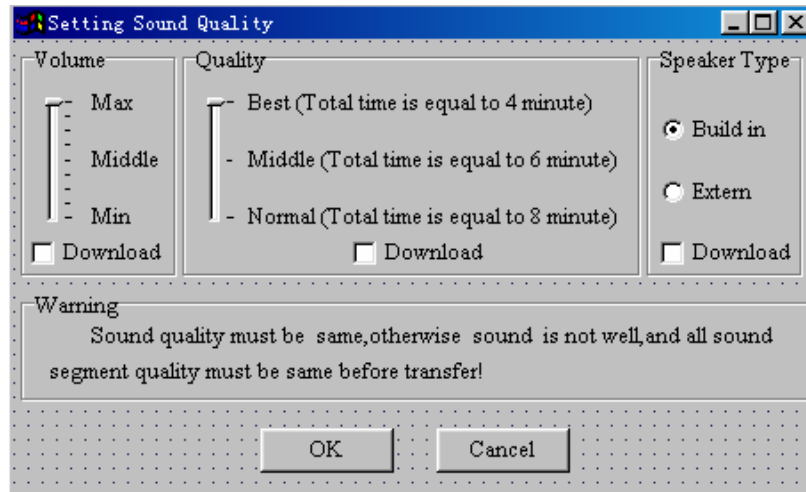 Setting Sound Quality
Volume
Max
Middle
Min
Download
Quality
Best (Total time is equal to 4 minute)
Middle (Total time is equal to 6 minute)
Normal (Total time is equal to 8 minute)
Download
Speaker Type
Build in
Extern
Download
Warning
Sound quality must be same,otherwise sound is not well,and all sound
segment quality must be same before transfer!
OK
Cancel